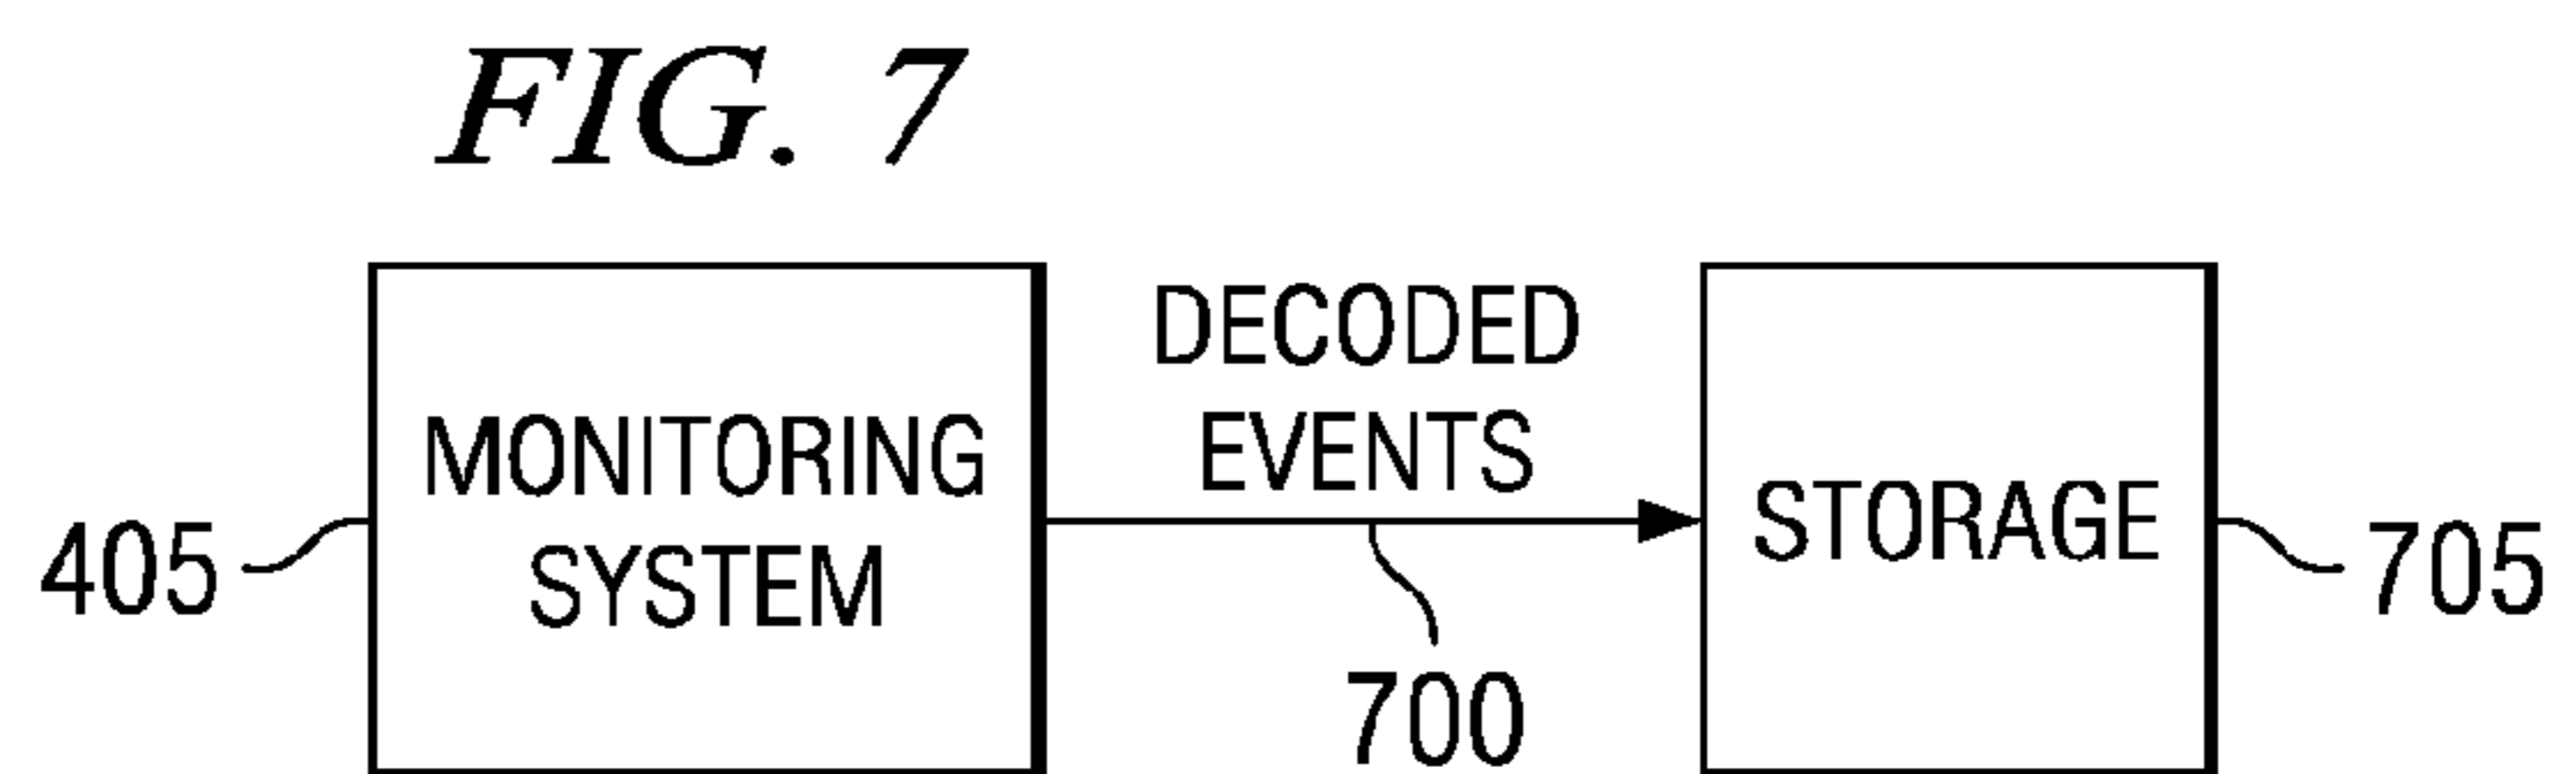 FIG. 7
MONITORING
SYSTEM
DECODED
EVENTS
STORAGE
405
700
705